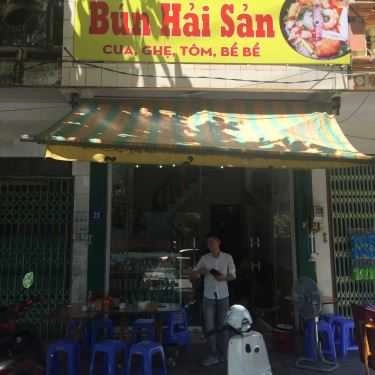 Bún Hải Sản
CUA, GHẸ, TÔM, BỀ BỀ